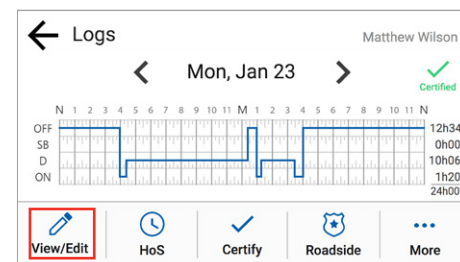 Logs
Matthew Wilson
Mon, Jan 23
Certified
N 1 2 3 4 5 6 7 8 9 10 11 M 1 2 3 4 5 6 7 8 9 10 11 N
OFF 12h34
SB 0h00
D 10h06
ON 1h20
24h00
View/Edit HoS Certify Roadside More